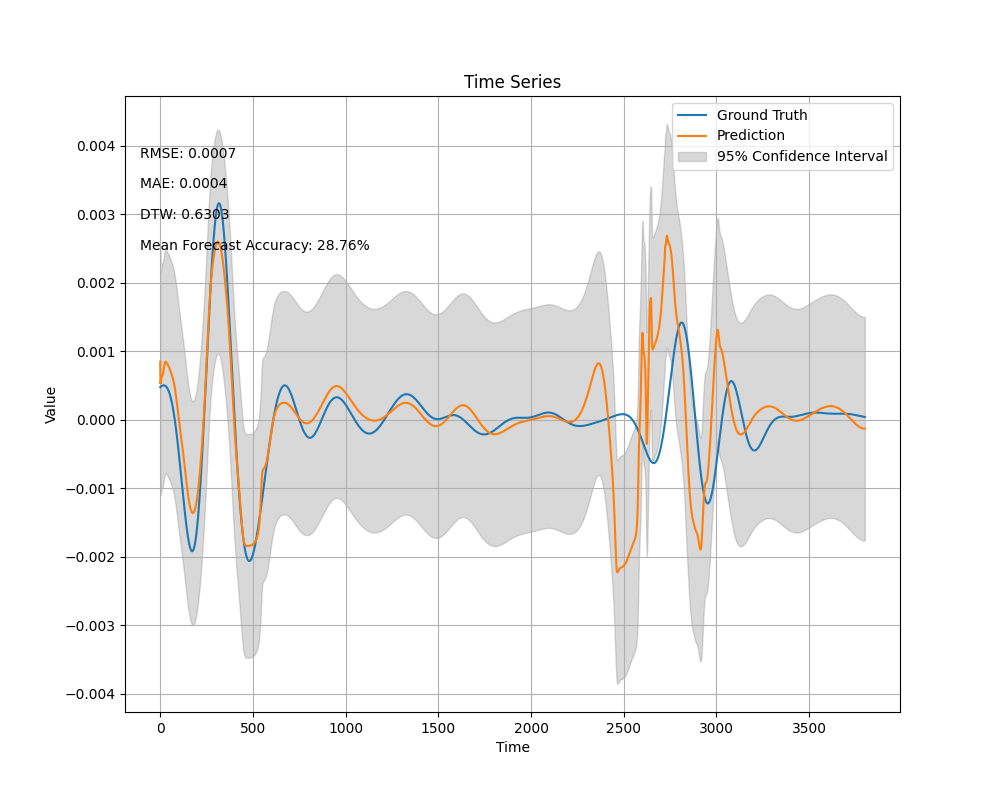 Time Series
Ground Truth
Prediction
95% Confidence Interval
RMSE: 0.0007
MAE: 0.0004
DTW: 0.6303
Mean Forecast Accuracy: 28.76%
Value
0.004
0.003
0.002
0.001
0.000
−0.001
−0.002
−0.003
−0.004
0 500 1000 1500 2000 2500 3000 3500
Time